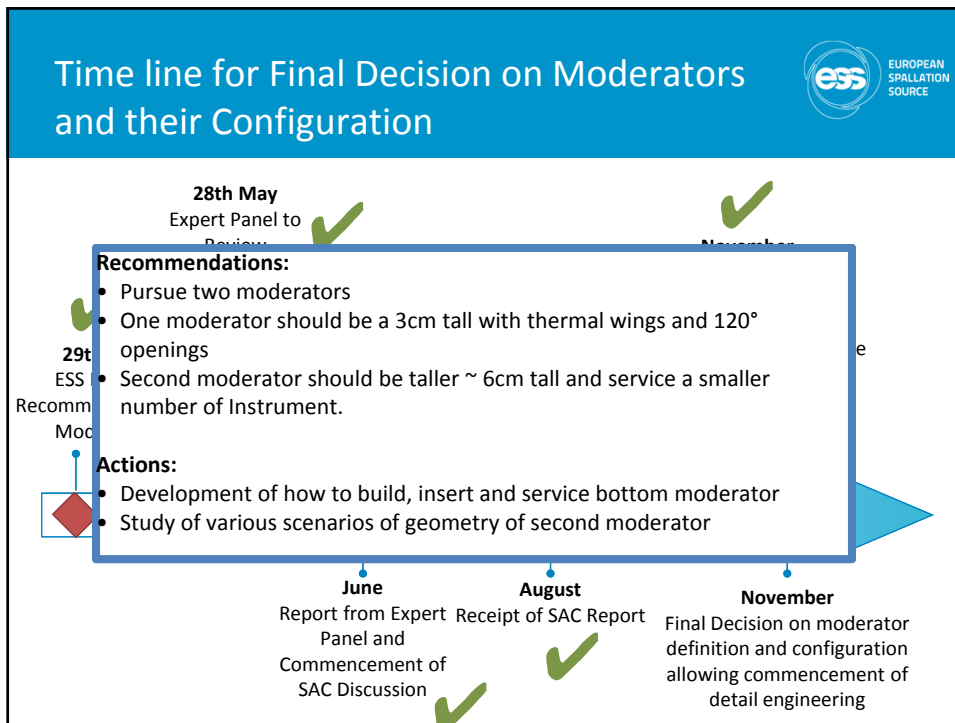 Time line for Final Decision on Moderators
and their Configuration
ess
EUROPEAN
SPALLATION
SOURCE
28th May
Expert Panel to
Review
November
Recommendations:
• Pursue two moderators
• One moderator should be a 3cm tall with thermal wings and 120°
openings
• Second moderator should be taller ~ 6cm tall and service a smaller
number of Instrument.
Actions:
• Development of how to build, insert and service bottom moderator
• Study of various scenarios of geometry of second moderator
ESS
June
Report from Expert
Panel and
Commencement of
SAC Discussion
August
Receipt of SAC Report
November
Final Decision on moderator
definition and configuration
allowing commencement of
detail engineering